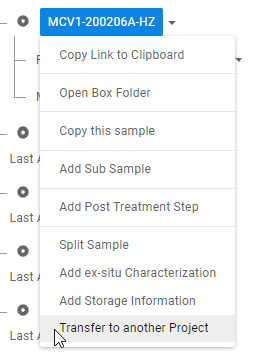 MCV1-200206A-HZ
Copy Link to Clipboard
Open Box Folder
Copy this sample
Add Sub Sample
Last
Add Post Treatment Step
Last
Split Sample
Add ex-situ Characterization
Last
Add Storage Information
Transfer to another Project
Last